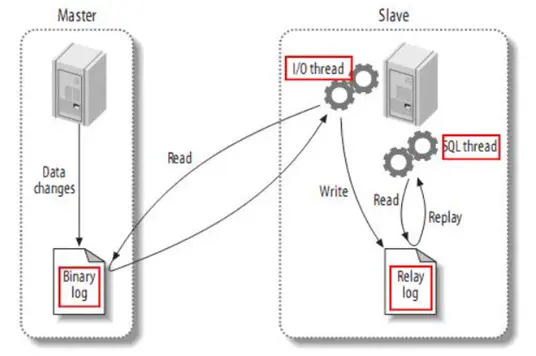 Master
Slave
I/O thread
SQL thread
Data
changes
Read
Write
Read
Replay
Binary
log
Relay
log